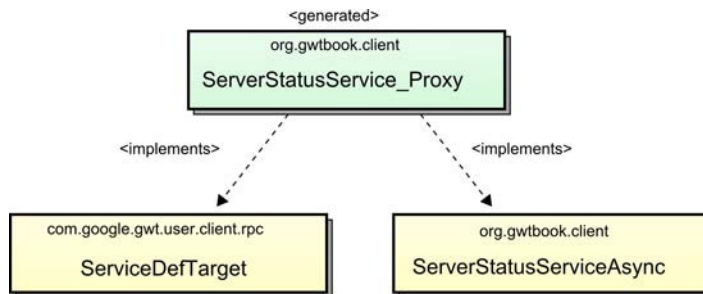 <generated>
org.gwtbook.client
ServerStatusService_Proxy
<implements>
<implements>
com.google.gwt.user.client.rpc
ServiceDefTarget
org.gwtbook.client
ServerStatusServiceAsync